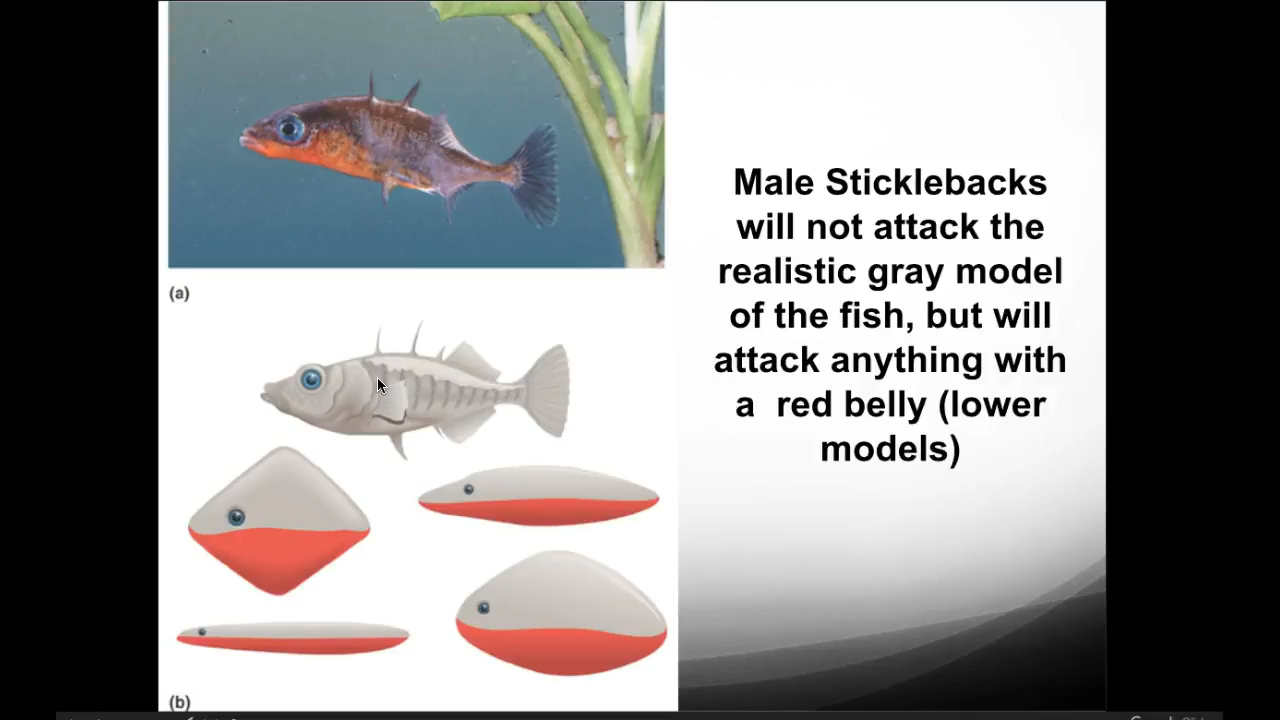 (a)
(b)
Male Sticklebacks
will not attack the
realistic gray model
of the fish, but will
attack anything with
a  red belly (lower
models)